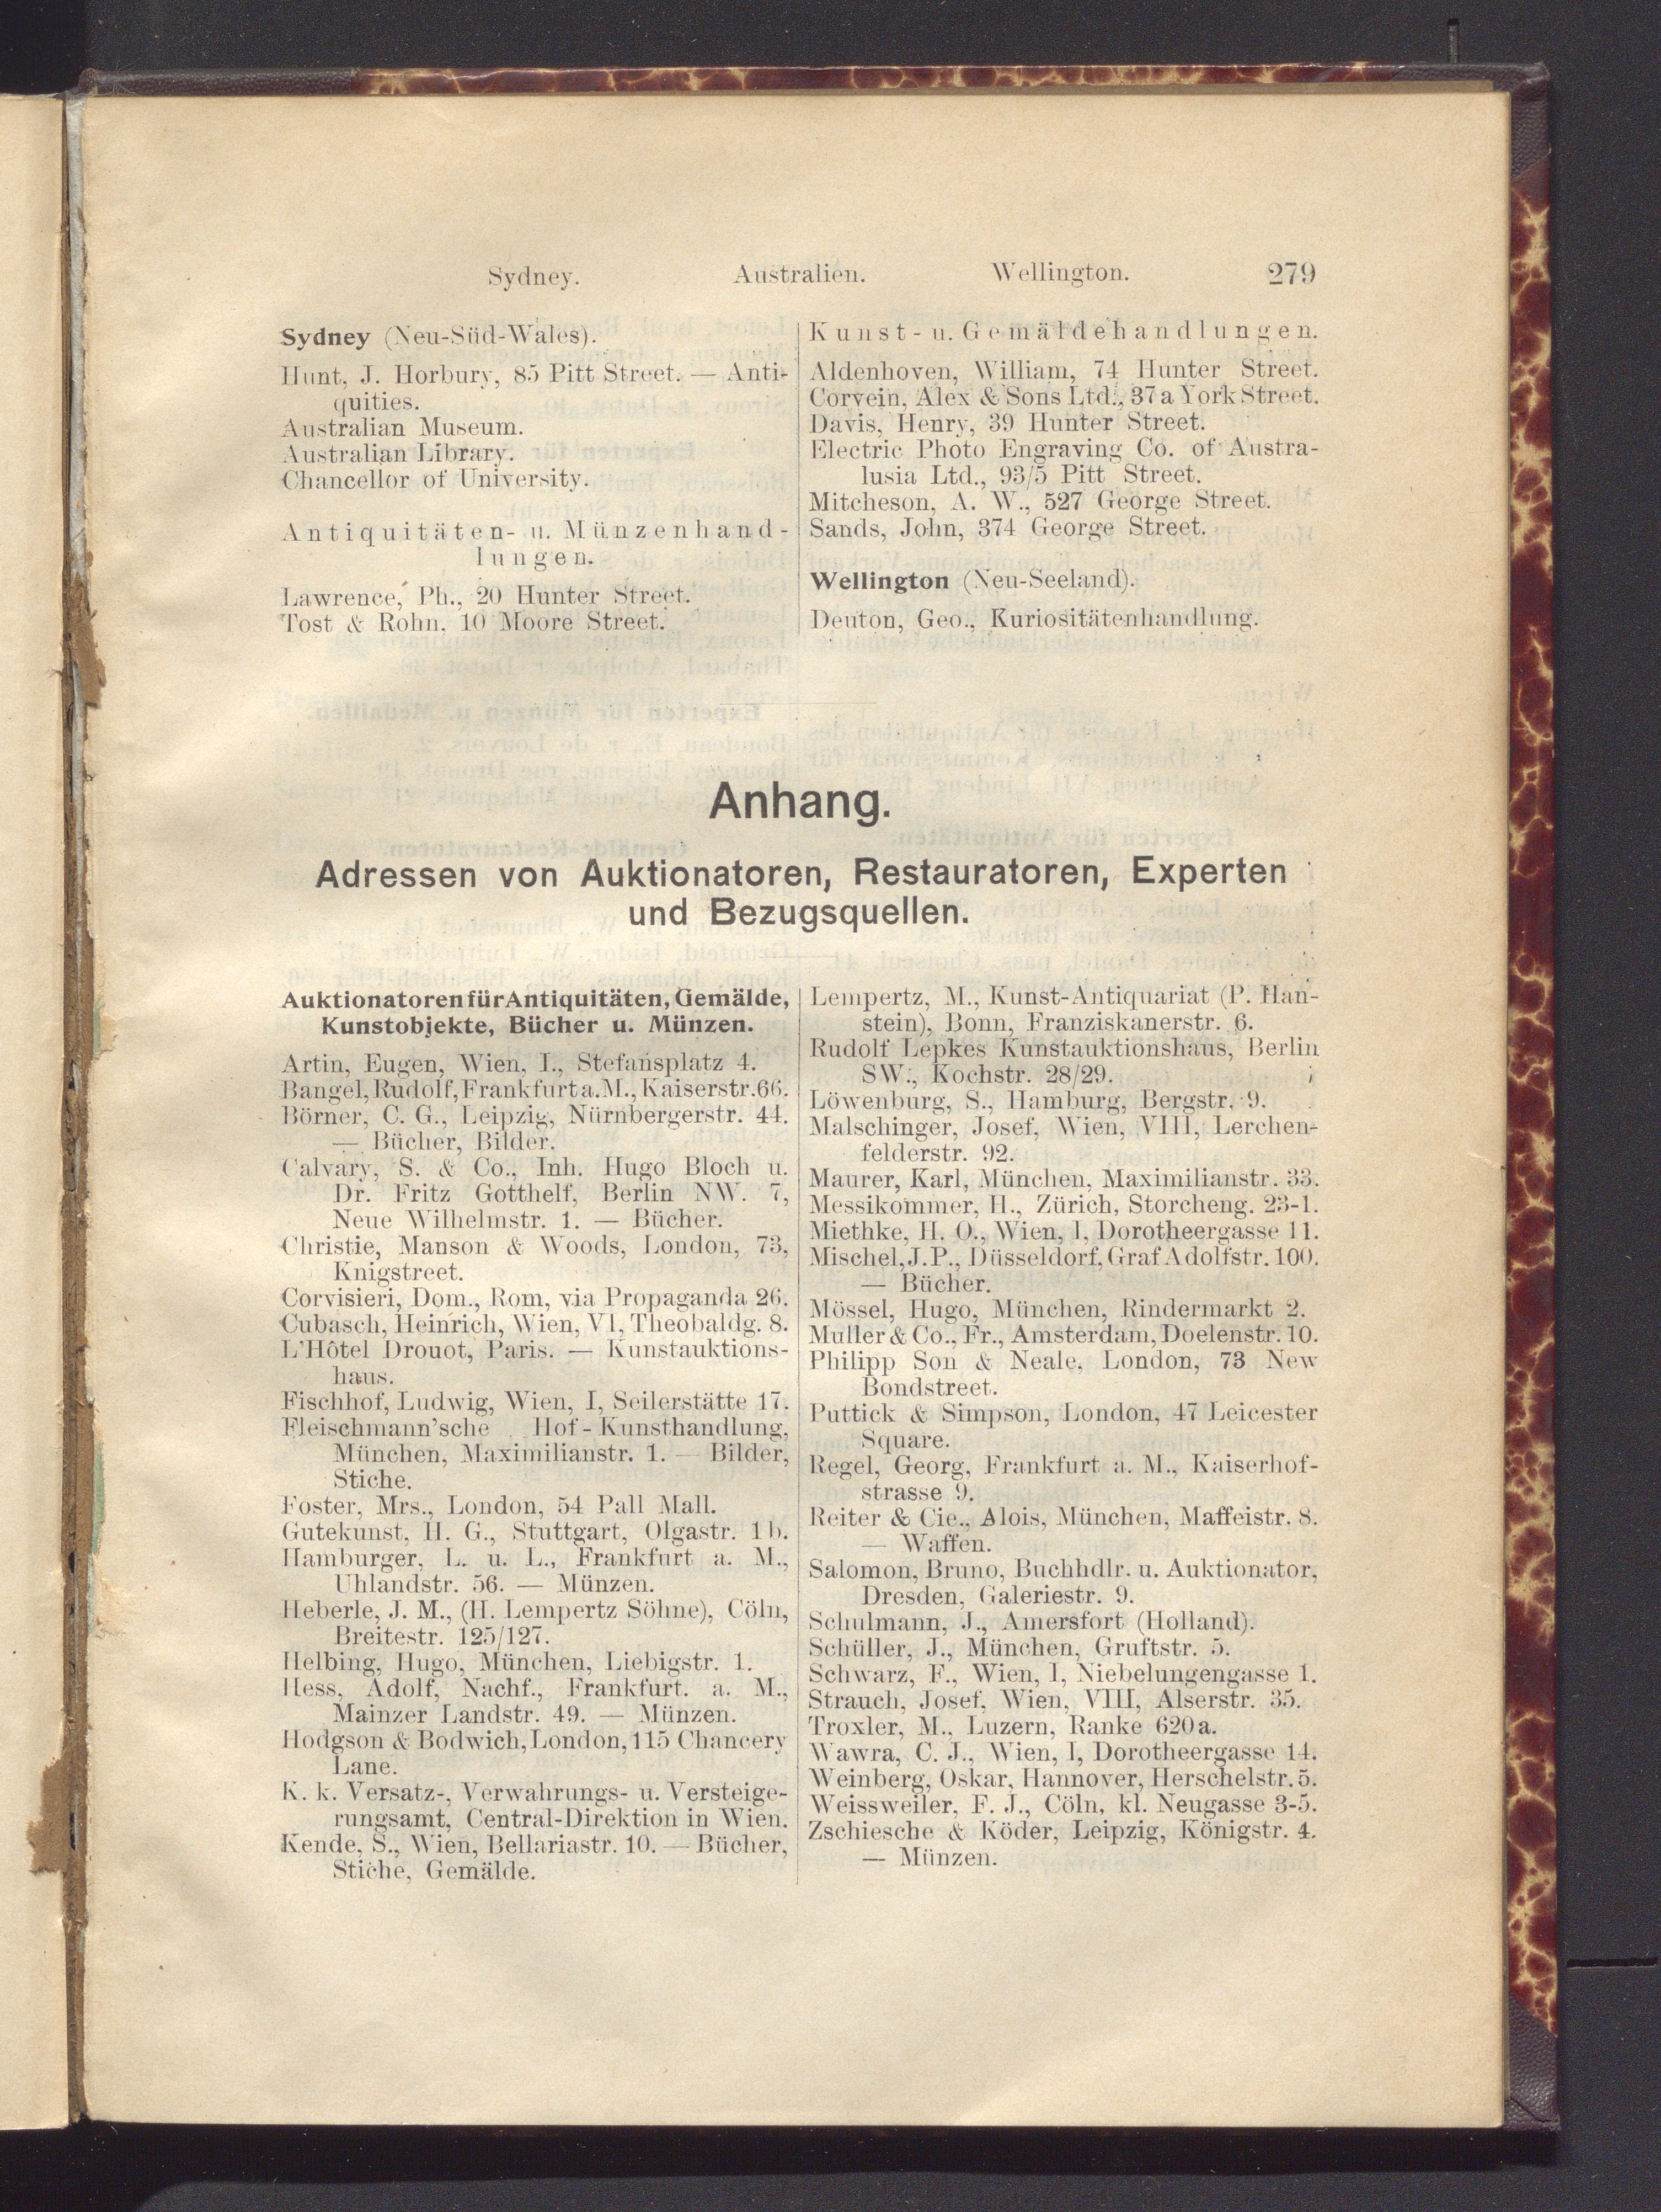 Sydney. Australien. Wellington. 279
Sydney (Neu-Süd-Wales).
Hunt, J. Horbury, 85 Pitt Street. — Anti-
quities.
Australian Museum.
Australian Library.
Chancellor of University.
Antiquitäten- u. Münzenhand-
lungen.
Lawrence, Ph., 20 Hunter Street.
Tost & Rohn, 10 Moore Street.
Kunst- u. Gemäldehandlungen.
Aldenhoven, William, 74 Hunter Street.
Corvein, Alex & Sons Ltd., 37a York Street.
Davis, Henry, 39 Hunter Street.
Electric Photo Engraving Co. of Austra-
lusia Ltd., 93/5 Pitt Street.
Mitcheson, A. W., 527 George Street.
Sands, John, 374 George Street.
Wellington (Neu-Seeland).
Deuton, Geo., Kuriositätenhandlung.
Anhang.
Adressen von Auktionatoren, Restauratoren, Experten
und Bezugsquellen.
Auktionatoren für Antiquitäten, Gemälde,
Kunstobjekte, Bücher u. Münzen.
Artin, Eugen, Wien, I., Stefansplatz 4.
Bangel, Rudolf, Frankfurt a. M., Kaiserstr. 66.
Börner, C. G., Leipzig, Nürnbergerstr. 44.
— Bücher, Bilder.
Calvary, S. & Co., Inh. Hugo Bloch u.
Dr. Fritz Gotthelf, Berlin NW. 7,
Neue Wilhelmstr. 1. — Bücher.
Christie, Manson & Woods, London, 73,
Knigstreet.
Corvisieri, Dom., Rom, via Propaganda 26.
Cubasch, Heinrich, Wien, VI, Theobaldg. 8.
L'Hôtel Drouot, Paris. — Kunstauktions-
haus.
Fischhof, Ludwig, Wien, I, Seilerstätte 17.
Fleischmann'sche Hof-Kunsthandlung,
München, Maximilianstr. 1. — Bilder,
Stiche.
Foster, Mrs., London, 54 Pall Mall.
Gutekunst, H. G., Stuttgart, Olgastr. 1b.
Hamburger, L. u. L., Frankfurt a. M.,
Uhlandstr. 56. — Münzen.
Heberle, J. M., (H. Lempertz Söhne), Cöln,
Breitestr. 125/127.
Helbing, Hugo, München, Liebigstr. 1.
Hess, Adolf, Nachf., Frankfurt. a. M.,
Mainzer Landstr. 49. — Münzen.
Hodgson & Bodwich, London, 115 Chancery
Lane.
K. k. Versatz-, Verwahrungs- u. Versteige-
rungsamt, Central-Direktion in Wien.
Kende, S., Wien, Bellariastr. 10. — Bücher,
Stiche, Gemälde.
Lempertz, M., Kunst-Antiquariat (P. Han-
stein), Bonn, Franziskanerstr. 6.
Rudolf Lepkes Kunstauktionshaus, Berlin
SW., Kochstr. 28/29.
Löwenburg, S., Hamburg, Bergstr. 9.
Malschinger, Josef, Wien, VIII, Lerchen-
felderstr. 92.
Maurer, Karl, München, Maximilianstr. 33.
Messikommer, H., Zürich, Storcheng. 23-1.
Miethke, H. O., Wien, I, Dorotheergasse 11.
Mischel, J. P., Düsseldorf, Graf Adolfstr. 100.
— Bücher.
Mössel, Hugo, München, Rindermarkt 2.
Muller & Co., Fr., Amsterdam, Doelenstr. 10.
Philipp Son & Neale, London, 73 New
Bondstreet.
Puttick & Simpson, London, 47 Leicester
Square.
Regel, Georg, Frankfurt a. M., Kaiserhof-
strasse 9.
Reiter & Cie., Alois, München, Maffeistr. 8.
— Waffen.
Salomon, Bruno, Buchhdlr. u. Auktionator,
Dresden, Galeriestr. 9.
Schulmann, J., Amersfort (Holland).
Schüller, J., München, Gruftstr. 5.
Schwarz, F., Wien, I, Niebelungengasse 1.
Strauch, Josef, Wien, VIII, Alserstr. 35.
Troxler, M., Luzern, Ranke 620a.
Wawra, C. J., Wien, I, Dorotheergasse 14.
Weinberg, Oskar, Hannover, Herschelstr. 5.
Weissweiler, F. J., Cöln, kl. Neugasse 3-5.
Zschiesche & Köder, Leipzig, Königstr. 4.
— Münzen.